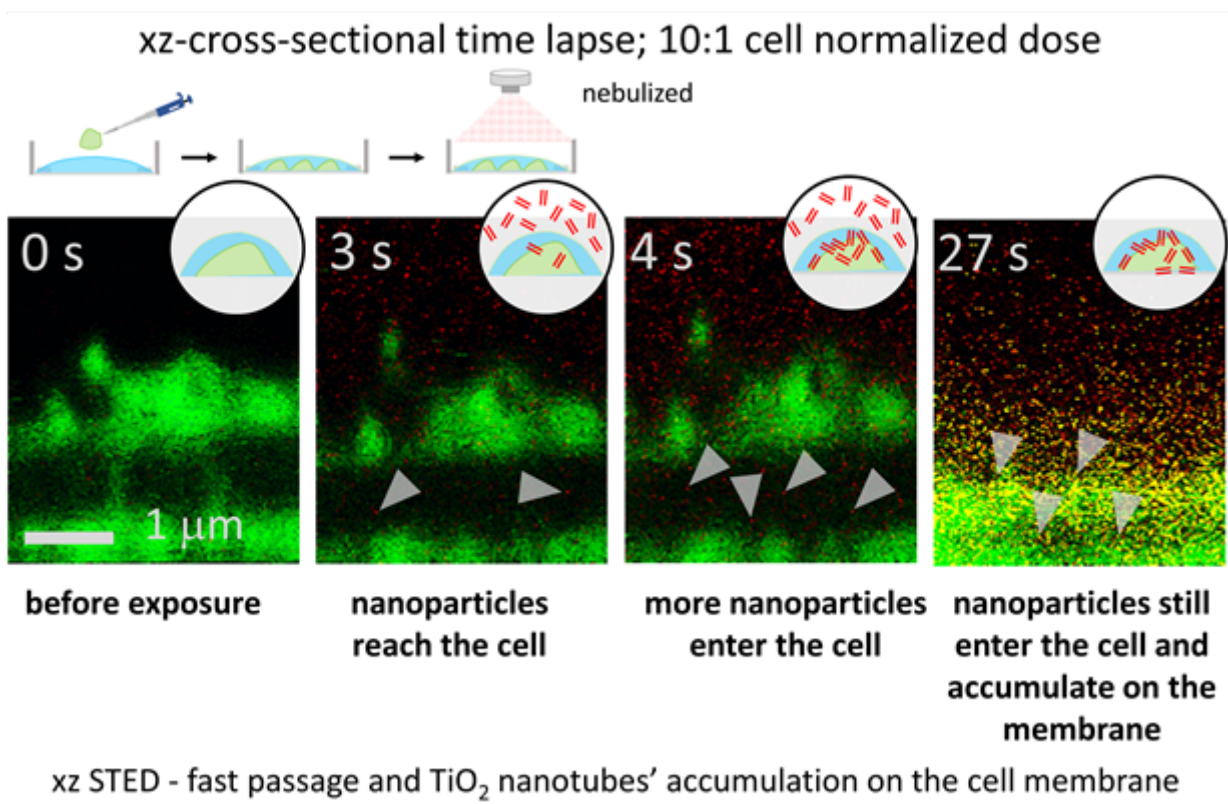 xz-cross-sectional time lapse; 10:1 cell normalized dose
nebulized
0 s
3 s
4 s
27 s
1 μm
before exposure
nanoparticles
reach the cell
more nanoparticles
enter the cell
nanoparticles still
enter the cell and
accumulate on the
membrane
xz STED - fast passage and TiO₂ nanotubes’ accumulation on the cell membrane